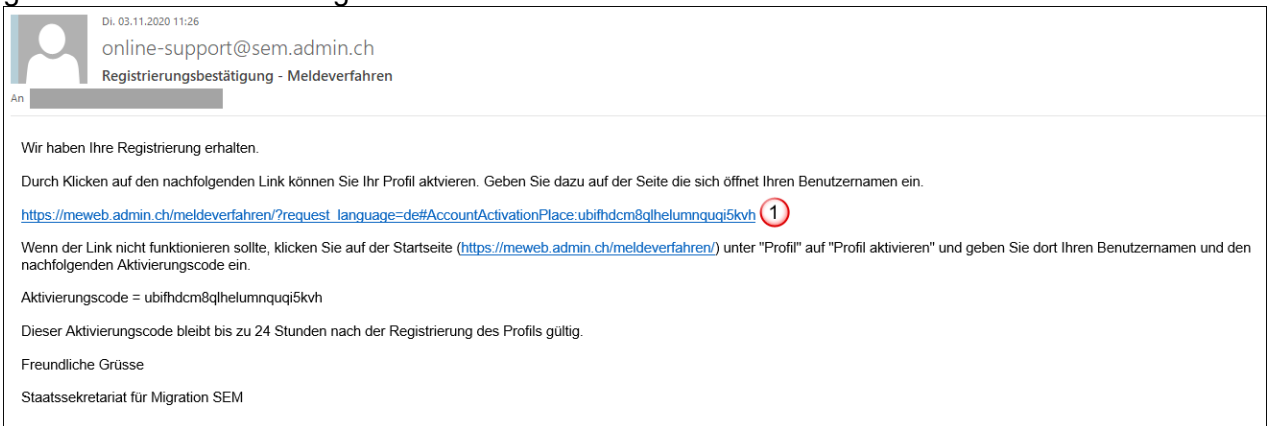 Di. 03.11.2020 11:26
online-support@sem.admin.ch
Registrierungsbestätigung - Meldeverfahren
An
Wir haben Ihre Registrierung erhalten.
Durch Klicken auf den nachfolgenden Link können Sie Ihr Profil aktvieren. Geben Sie dazu auf der Seite die sich öffnet Ihren Benutzernamen ein.
https://meweb.admin.ch/meldeverfahren/?request_language=de#AccountActivationPlace:ubifhdcm8qlhelumnquqi5kvh 1
Wenn der Link nicht funktionieren sollte, klicken Sie auf der Startseite (https://meweb.admin.ch/meldeverfahren/) unter "Profil" auf "Profil aktivieren" und geben Sie dort Ihren Benutzernamen und den
nachfolgenden Aktivierungscode ein.
Aktivierungscode = ubifhdcm8qlhelumnquqi5kvh
Dieser Aktivierungscode bleibt bis zu 24 Stunden nach der Registrierung des Profils gültig.
Freundliche Grüsse
Staatssekretariat für Migration SEM